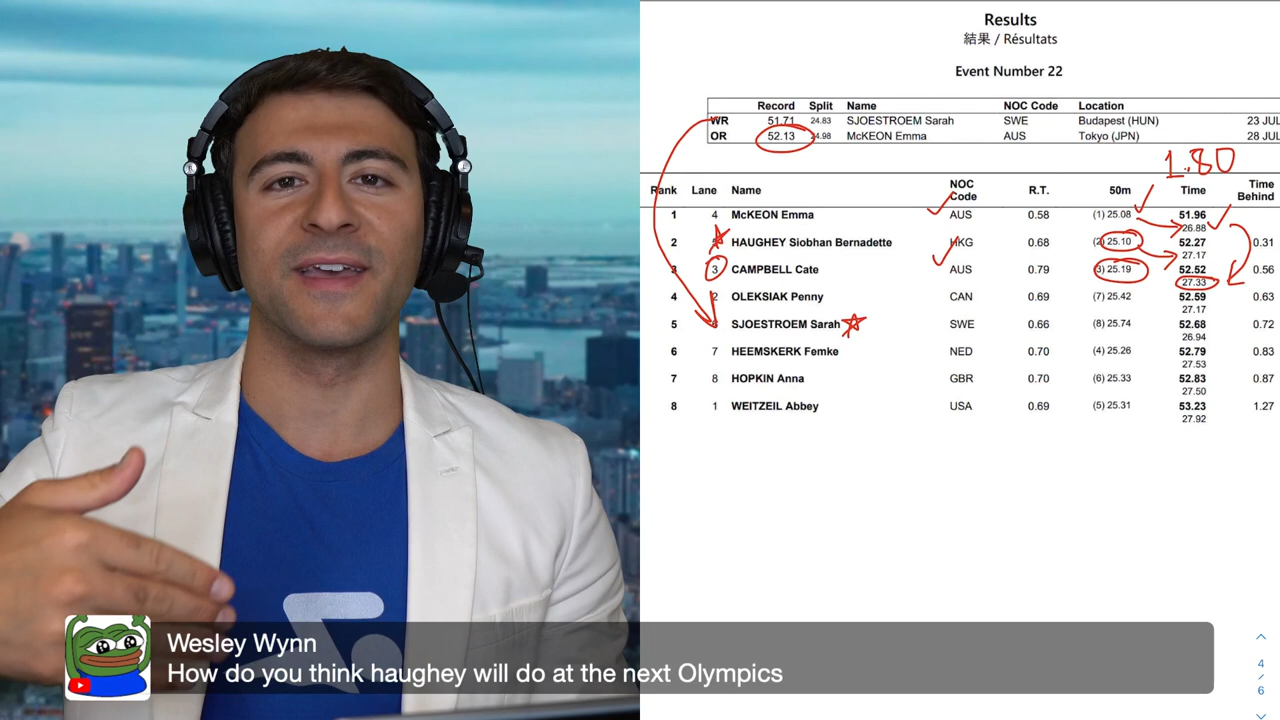 Results
結果 / Résultats
Event Number 22
Record Split Name NOC Code Location
WR 51.71 24.83 SJOESTROEM Sarah SWE Budapest (HUN) 23 JUL
OR 52.13 24.98 McKEON Emma AUS Tokyo (JPN) 28 JUL
1.80
Rank Lane Name NOC Code R.T. 50m Time Time Behind
1 4 McKEON Emma AUS 0.58 (1) 25.08 51.96
26.88
2 HAUGHEY Siobhan Bernadette HKG 0.68 (2) 25.10 52.27 0.31
27.17
3 3 CAMPBELL Cate AUS 0.79 (3) 25.19 52.52 0.56
27.33
4 2 OLEKSIAK Penny CAN 0.69 (7) 25.42 52.59 0.63
27.17
5 SJOESTROEM Sarah SWE 0.66 (8) 25.74 52.68 0.72
26.94
6 7 HEEMSKERK Femke NED 0.70 (4) 25.26 52.79 0.83
27.53
7 8 HOPKIN Anna GBR 0.70 (6) 25.33 52.83 0.87
27.50
8 1 WEITZEIL Abbey USA 0.69 (5) 25.31 53.23 1.27
27.92
Wesley Wynn
How do you think haughey will do at the next Olympics
4
/
6